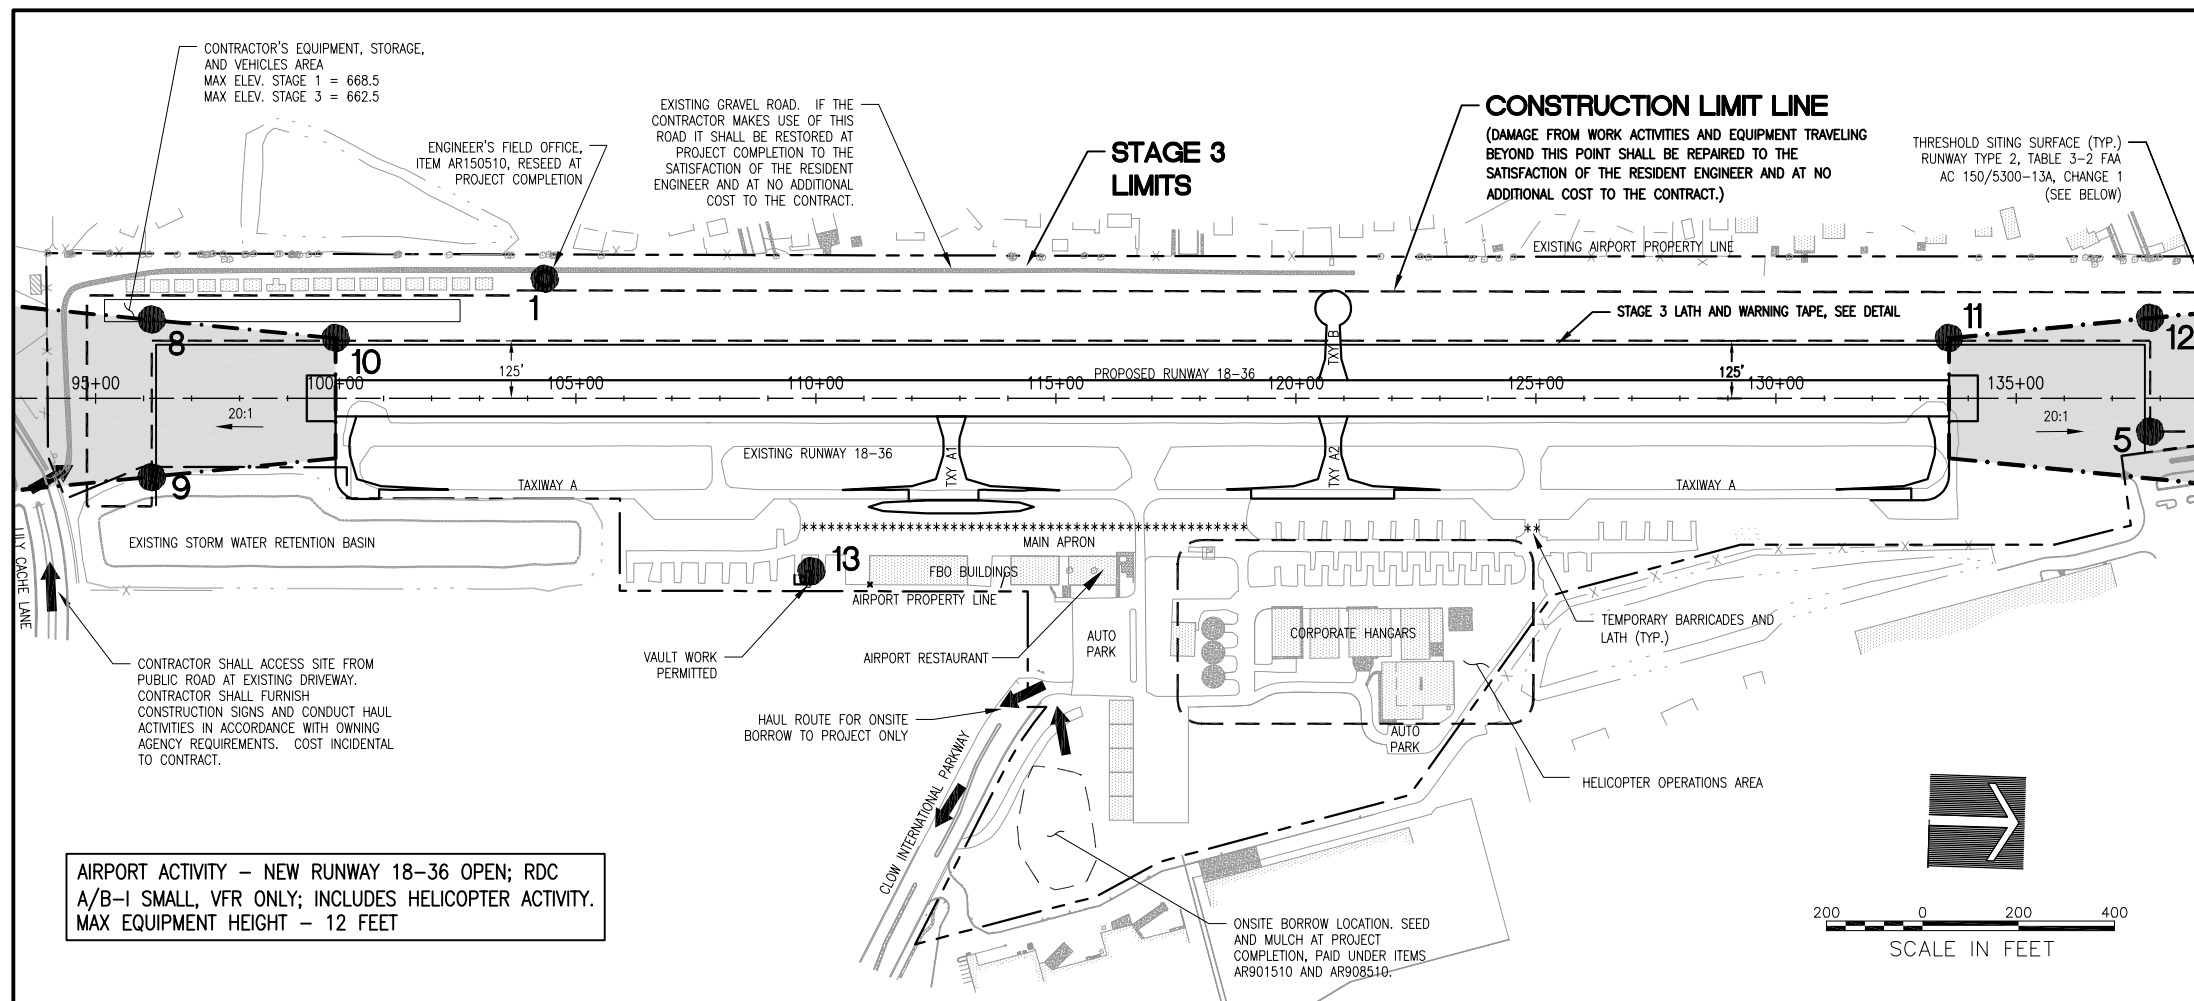 CONTRACTOR'S EQUIPMENT, STORAGE,
AND VEHICLES AREA
MAX ELEV. STAGE 1 = 668.5
MAX ELEV. STAGE 3 = 662.5
ENGINEER'S FIELD OFFICE,
ITEM AR150510, RESEED AT
PROJECT COMPLETION
EXISTING GRAVEL ROAD. IF THE
CONTRACTOR MAKES USE OF THIS
ROAD IT SHALL BE RESTORED AT
PROJECT COMPLETION TO THE
SATISFACTION OF THE RESIDENT
ENGINEER AND AT NO ADDITIONAL
COST TO THE CONTRACT.
STAGE 3
LIMITS
CONSTRUCTION LIMIT LINE
(DAMAGE FROM WORK ACTIVITIES AND EQUIPMENT TRAVELING
BEYOND THIS POINT SHALL BE REPAIRED TO THE
SATISFACTION OF THE RESIDENT ENGINEER AND AT NO
ADDITIONAL COST TO THE CONTRACT.)
THRESHOLD SITING SURFACE (TYP.)
RUNWAY TYPE 2, TABLE 3-2 FAA
AC 150/5300-13A, CHANGE 1
(SEE BELOW)
EXISTING AIRPORT PROPERTY LINE
1
STAGE 3 LATH AND WARNING TAPE, SEE DETAIL
8
10
11
12
TXY B
125'
PROPOSED RUNWAY 18-36
125'
95+00
100+00
105+00
110+00
115+00
120+00
125+00
130+00
135+00
20:1
20:1
5
EXISTING RUNWAY 18-36
TXY A1
TXY A2
9
TAXIWAY A
TAXIWAY A
EXISTING STORM WATER RETENTION BASIN
MAIN APRON
13
FBO BUILDINGS
AIRPORT PROPERTY LINE
LILY CACHE LANE
VAULT WORK
PERMITTED
AIRPORT RESTAURANT
AUTO
PARK
CORPORATE HANGARS
TEMPORARY BARRICADES AND
LATH (TYP.)
CONTRACTOR SHALL ACCESS SITE FROM
PUBLIC ROAD AT EXISTING DRIVEWAY.
CONTRACTOR SHALL FURNISH
CONSTRUCTION SIGNS AND CONDUCT HAUL
ACTIVITIES IN ACCORDANCE WITH OWNING
AGENCY REQUIREMENTS. COST INCIDENTAL
TO CONTRACT.
HAUL ROUTE FOR ONSITE
BORROW TO PROJECT ONLY
CLOW INTERNATIONAL PARKWAY
AUTO
PARK
HELICOPTER OPERATIONS AREA
AIRPORT ACTIVITY - NEW RUNWAY 18-36 OPEN; RDC
A/B-I SMALL, VFR ONLY; INCLUDES HELICOPTER ACTIVITY.
MAX EQUIPMENT HEIGHT - 12 FEET
ONSITE BORROW LOCATION. SEED
AND MULCH AT PROJECT
COMPLETION, PAID UNDER ITEMS
AR901510 AND AR908510.
200 0 200 400
SCALE IN FEET